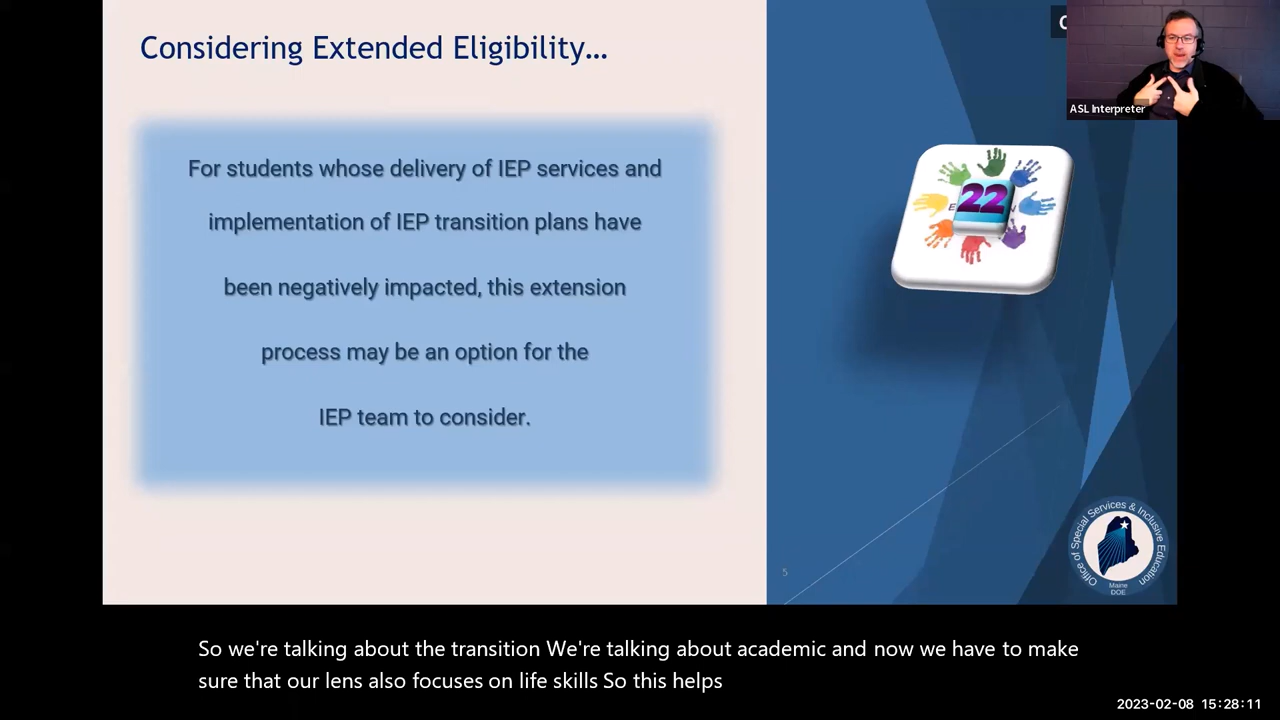 Considering Extended Eligibility…
For students whose delivery of IEP services and
implementation of IEP transition plans have
been negatively impacted, this extension
process may be an option for the
IEP team to consider.
22
5
Office of Special Services & Inclusive Education
Maine
DOE
ASL Interpreter
So we're talking about the transition We're talking about academic and now we have to make
sure that our lens also focuses on life skills So this helps
2023-02-08 15:28:11